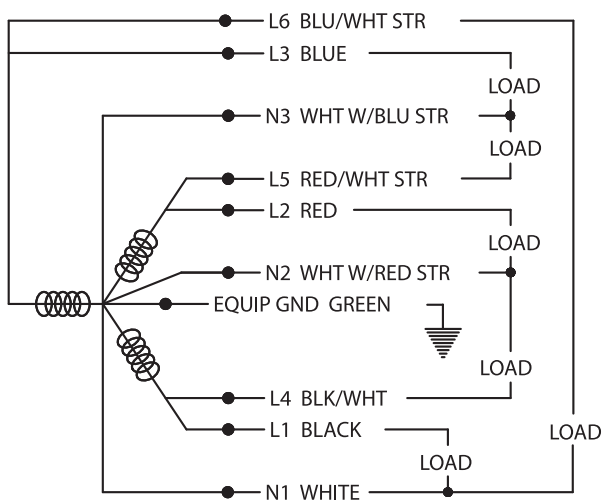 L6 BLU/WHT STR
L3 BLUE
LOAD
N3 WHT W/BLU STR
LOAD
L5 RED/WHT STR
L2 RED
LOAD
N2 WHT W/RED STR
EQUIP GND GREEN
LOAD
L4 BLK/WHT
L1 BLACK
LOAD
LOAD
N1 WHITE